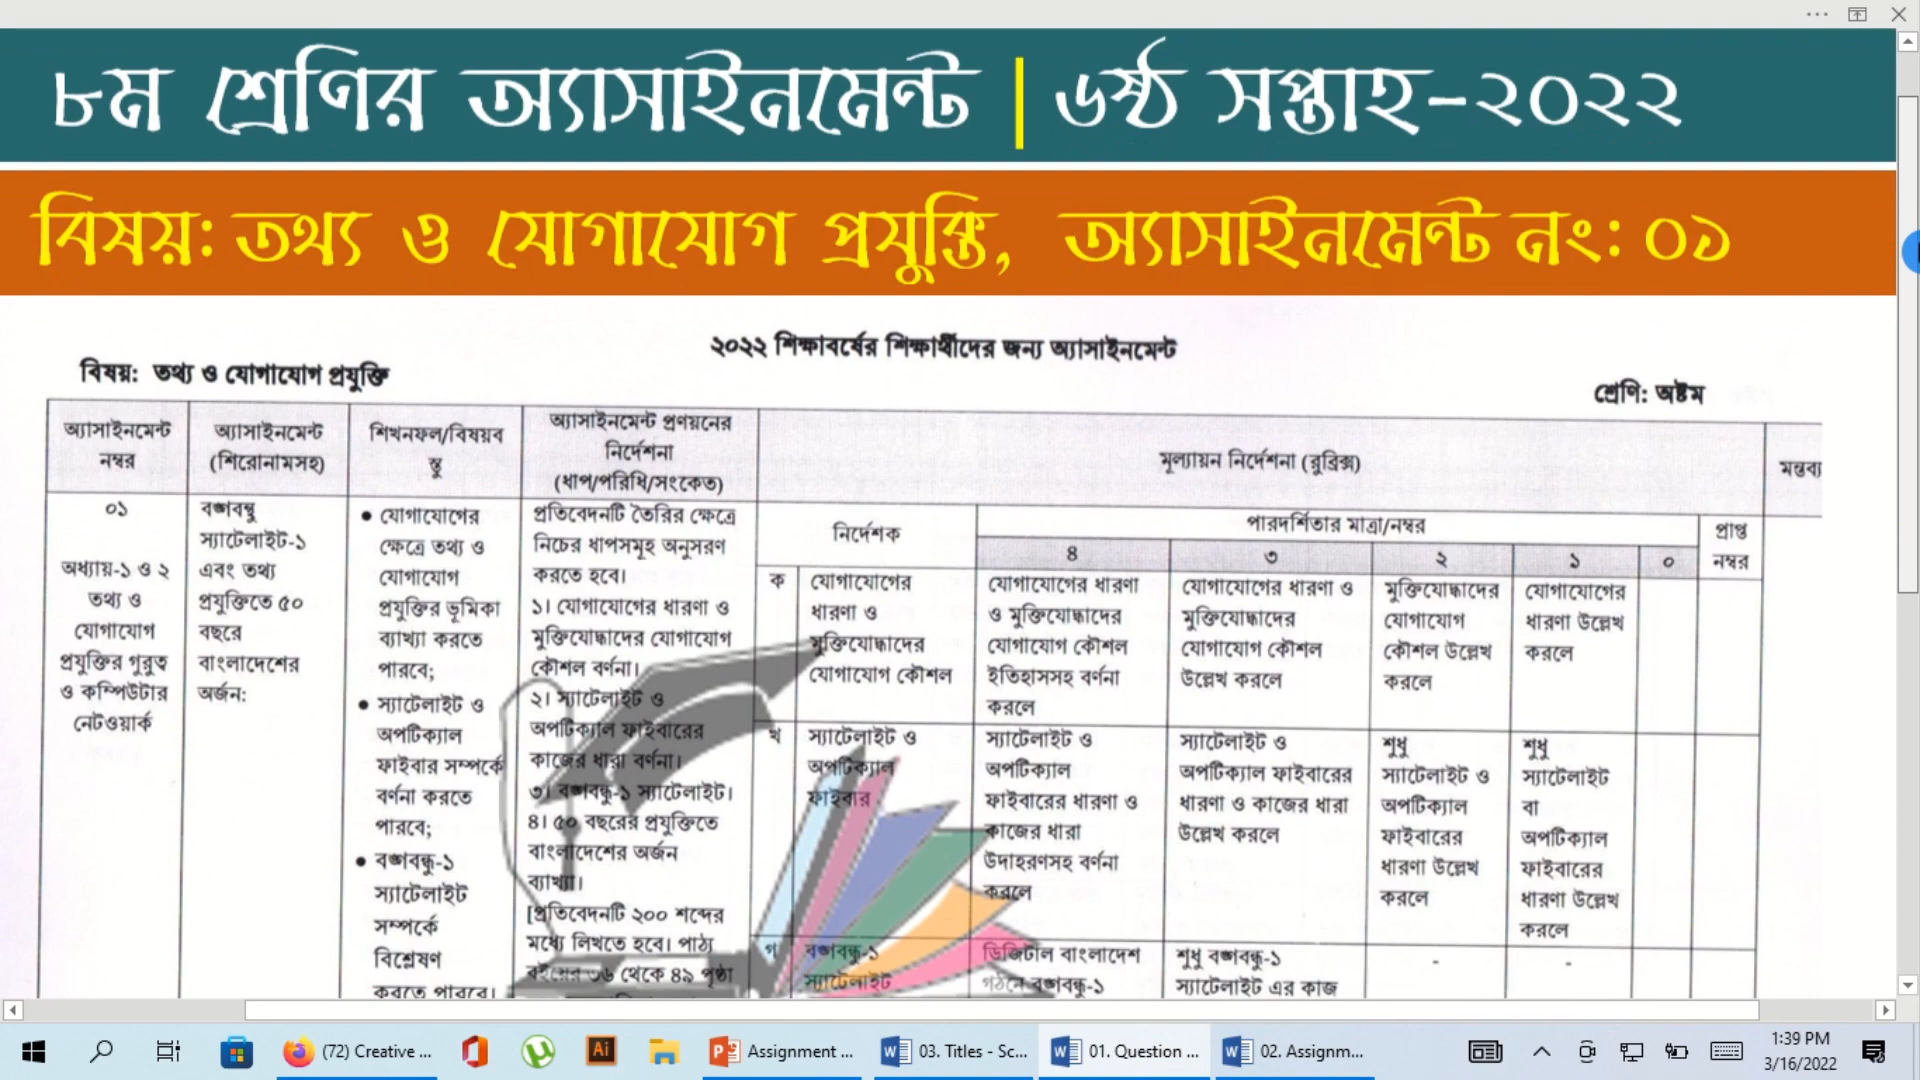 ৮ম শ্রেণির অ্যাসাইনমেন্ট | ৬ষ্ঠ সপ্তাহ-২০২২
বিষয়: তথ্য ও যোগাযোগ প্রযুক্তি, অ্যাসাইনমেন্ট নং: ০১
২০২২ শিক্ষাবর্ষের শিক্ষার্থীদের জন্য অ্যাসাইনমেন্ট
বিষয়: তথ্য ও যোগাযোগ প্রযুক্তি
শ্রেণি: অষ্টম
অ্যাসাইনমেন্ট
নম্বর
অ্যাসাইনমেন্ট
(শিরোনামসহ)
শিখনফল/বিষয়ব
স্তু
অ্যাসাইনমেন্ট প্রণয়নের
নির্দেশনা
(ধাপ/পরিধি/সংকেত)
মূল্যায়ন নির্দেশনা (রুব্রিক্স)
মন্তব্য
০১
অধ্যায়-১ ও ২
তথ্য ও
যোগাযোগ
প্রযুক্তির গুরুত্ব
ও কম্পিউটার
নেটওয়ার্ক
বঙ্গবন্ধু
স্যাটেলাইট-১
এবং তথ্য
প্রযুক্তিতে ৫০
বছরে
বাংলাদেশের
অর্জন:
• যোগাযোগের
ক্ষেত্রে তথ্য ও
যোগাযোগ
প্রযুক্তির ভূমিকা
ব্যাখ্যা করতে
পারবে;
• স্যাটেলাইট ও
অপটিক্যাল
ফাইবার সম্পর্কে
বর্ণনা করতে
পারবে;
• বঙ্গবন্ধু-১
স্যাটেলাইট
সম্পর্কে
বিশ্লেষণ
করতে পারবে।
প্রতিবেদনটি তৈরির ক্ষেত্রে
নিচের ধাপসমূহ অনুসরণ
করতে হবে।
১। যোগাযোগের ধারণা ও
মুক্তিযোদ্ধাদের যোগাযোগ
কৌশল বর্ণনা।
২। স্যাটেলাইট ও
অপটিক্যাল ফাইবারের
কাজের ধারা বর্ণনা।
৩। বঙ্গবন্ধু-১ স্যাটেলাইট।
৪। ৫০ বছরের প্রযুক্তিতে
বাংলাদেশের অর্জন
ব্যাখ্যা।
[প্রতিবেদনটি ২০০ শব্দের
মধ্যে লিখতে হবে। পাঠ্য
বইয়ের ৩৬ থেকে ৪৯ পৃষ্ঠা
নির্দেশক
পারদর্শিতার মাত্রা/নম্বর
প্রাপ্ত
নম্বর
৪ ৩ ২ ১ ০
ক
যোগাযোগের
ধারণা ও
মুক্তিযোদ্ধাদের
যোগাযোগ কৌশল
যোগাযোগের ধারণা
ও মুক্তিযোদ্ধাদের
যোগাযোগ কৌশল
ইতিহাসসহ বর্ণনা
করলে
যোগাযোগের ধারণা ও
মুক্তিযোদ্ধাদের
যোগাযোগ কৌশল
উল্লেখ করলে
মুক্তিযোদ্ধাদের
যোগাযোগ
কৌশল উল্লেখ
করলে
যোগাযোগের
ধারণা উল্লেখ
করলে
খ
স্যাটেলাইট ও
অপটিক্যাল
ফাইবার
স্যাটেলাইট ও
অপটিক্যাল
ফাইবারের ধারণা ও
কাজের ধারা
উদাহরণসহ বর্ণনা
করলে
স্যাটেলাইট ও
অপটিক্যাল ফাইবারের
ধারণা ও কাজের ধারা
উল্লেখ করলে
শুধু
স্যাটেলাইট ও
অপটিক্যাল
ফাইবারের
ধারণা উল্লেখ
করলে
শুধু
স্যাটেলাইট
বা
অপটিক্যাল
ফাইবারের
ধারণা উল্লেখ
করলে
গ
বঙ্গবন্ধু-১
স্যাটেলাইট
ডিজিটাল বাংলাদেশ
গঠনে বঙ্গবন্ধু-১
শুধু বঙ্গবন্ধু-১
স্যাটেলাইট এর কাজ
-
-
(72) Creative ...
Assignment ...
03. Titles - Sc...
01. Question ...
02. Assignm...
1:39 PM
3/16/2022